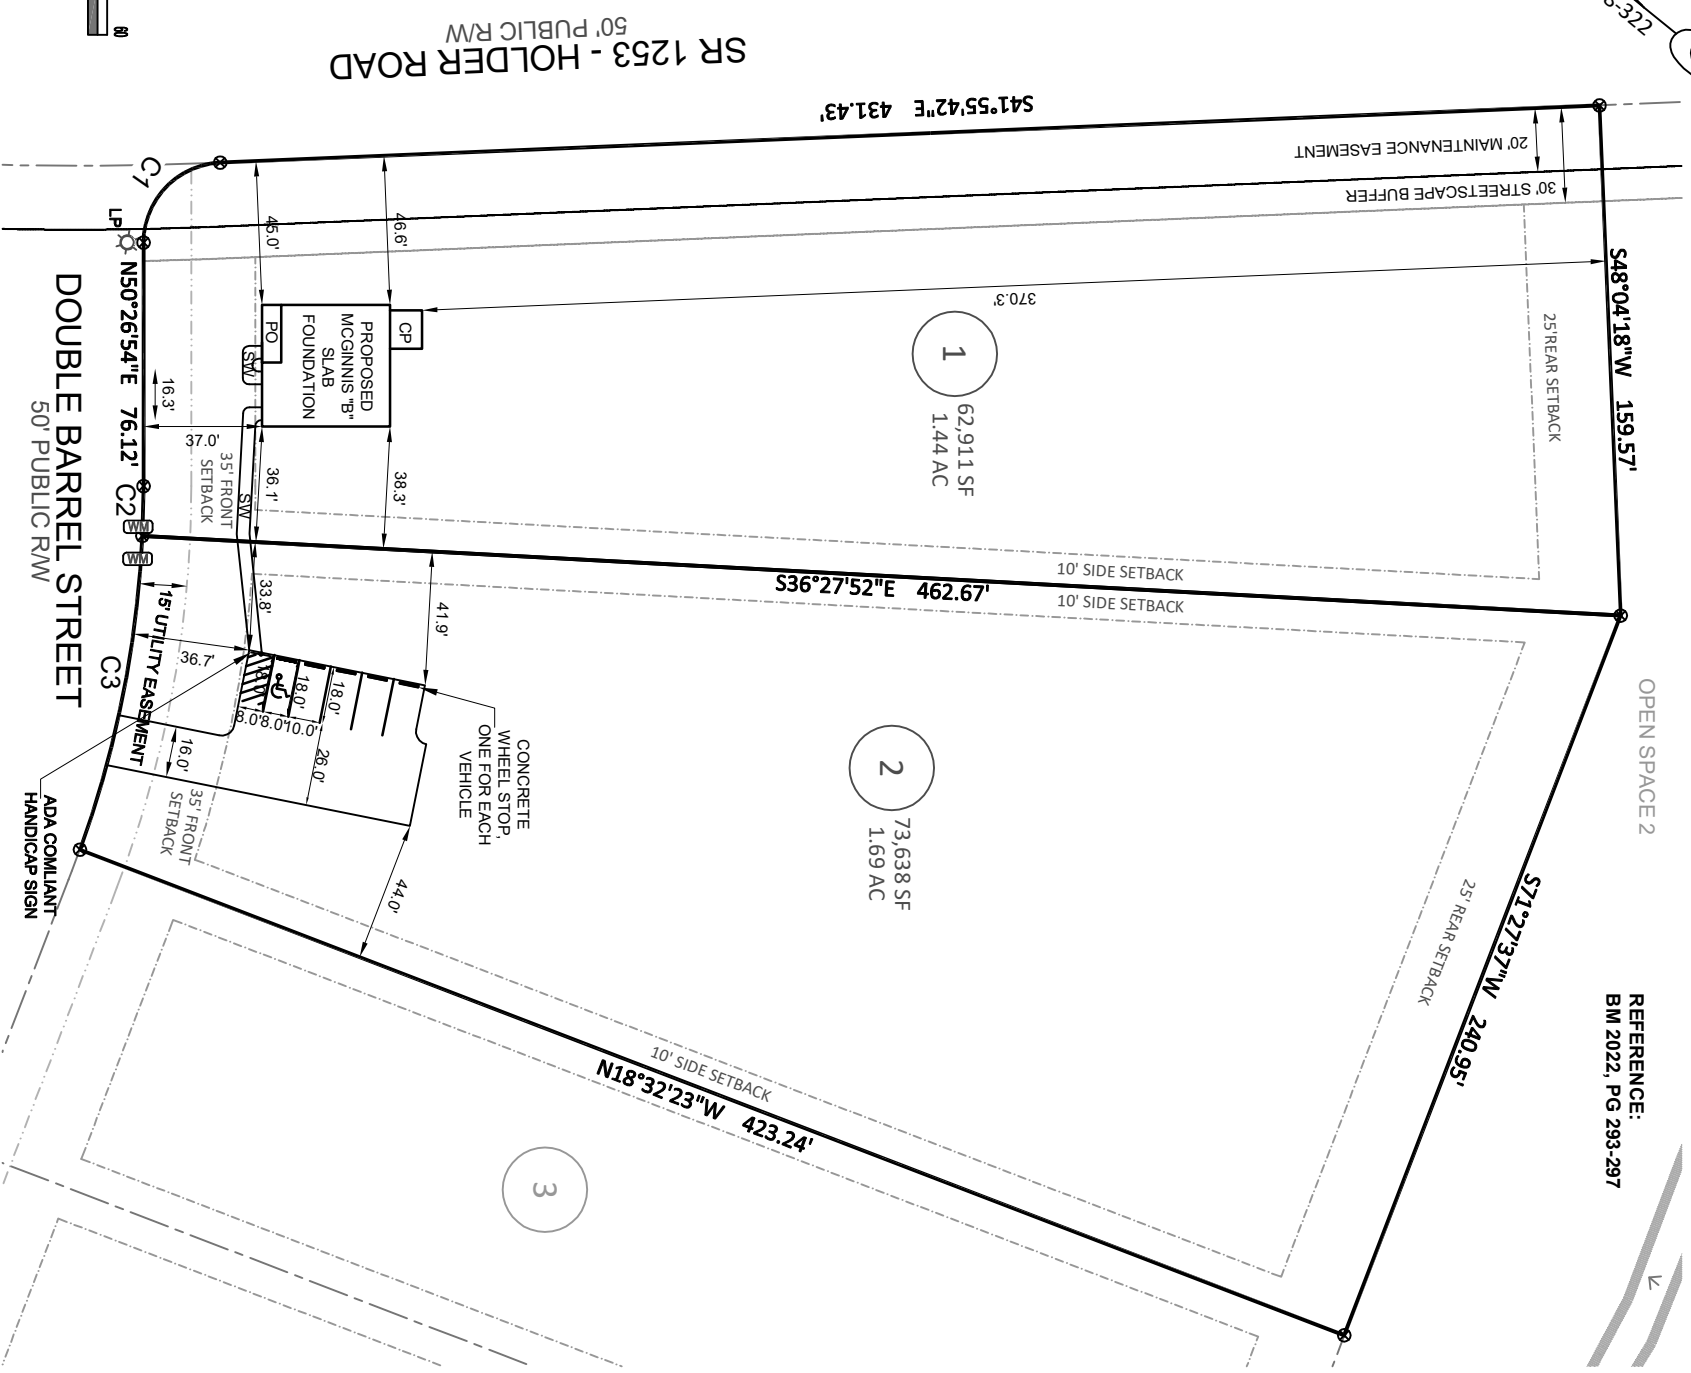 60
50' PUBLIC R/W
SR 1253 - HOLDER ROAD
S41°55'42"E 431.43'
20' MAINTENANCE EASEMENT
30' STREETSCAPE BUFFER
C1
LP
N50°26'54"E 76.12'
C2
DOUBLE BARREL STREET
50' PUBLIC R/W
WM
WM
C3
45.0'
46.6'
370.3'
PROPOSED
MCGINNIS "B"
SLAB
FOUNDATION
CP
PO
SW
SW
16.3'
37.0'
35' FRONT
SETBACK
36.1'
38.3'
1
62,911 SF
1.44 AC
25'REAR SETBACK
S48°04'18"W 159.57'
10' SIDE SETBACK
S36°27'52"E 462.67'
10' SIDE SETBACK
33.8'
41.9'
15' UTILITY EASEMENT
36.7'
18.0'
18.0'
18.0'
8.0'
8.0'
10.0'
26.0'
16.0'
35' FRONT
SETBACK
CONCRETE
WHEEL STOP,
ONE FOR EACH
VEHICLE
ADA COMLIANT
HANDICAP SIGN
44.0'
2
73,638 SF
1.69 AC
OPEN SPACE 2
S71°27'37"W 240.95'
25' REAR SETBACK
10' SIDE SETBACK
N18°32'23"W 423.24'
3
REFERENCE:
BM 2022, PG 293-297